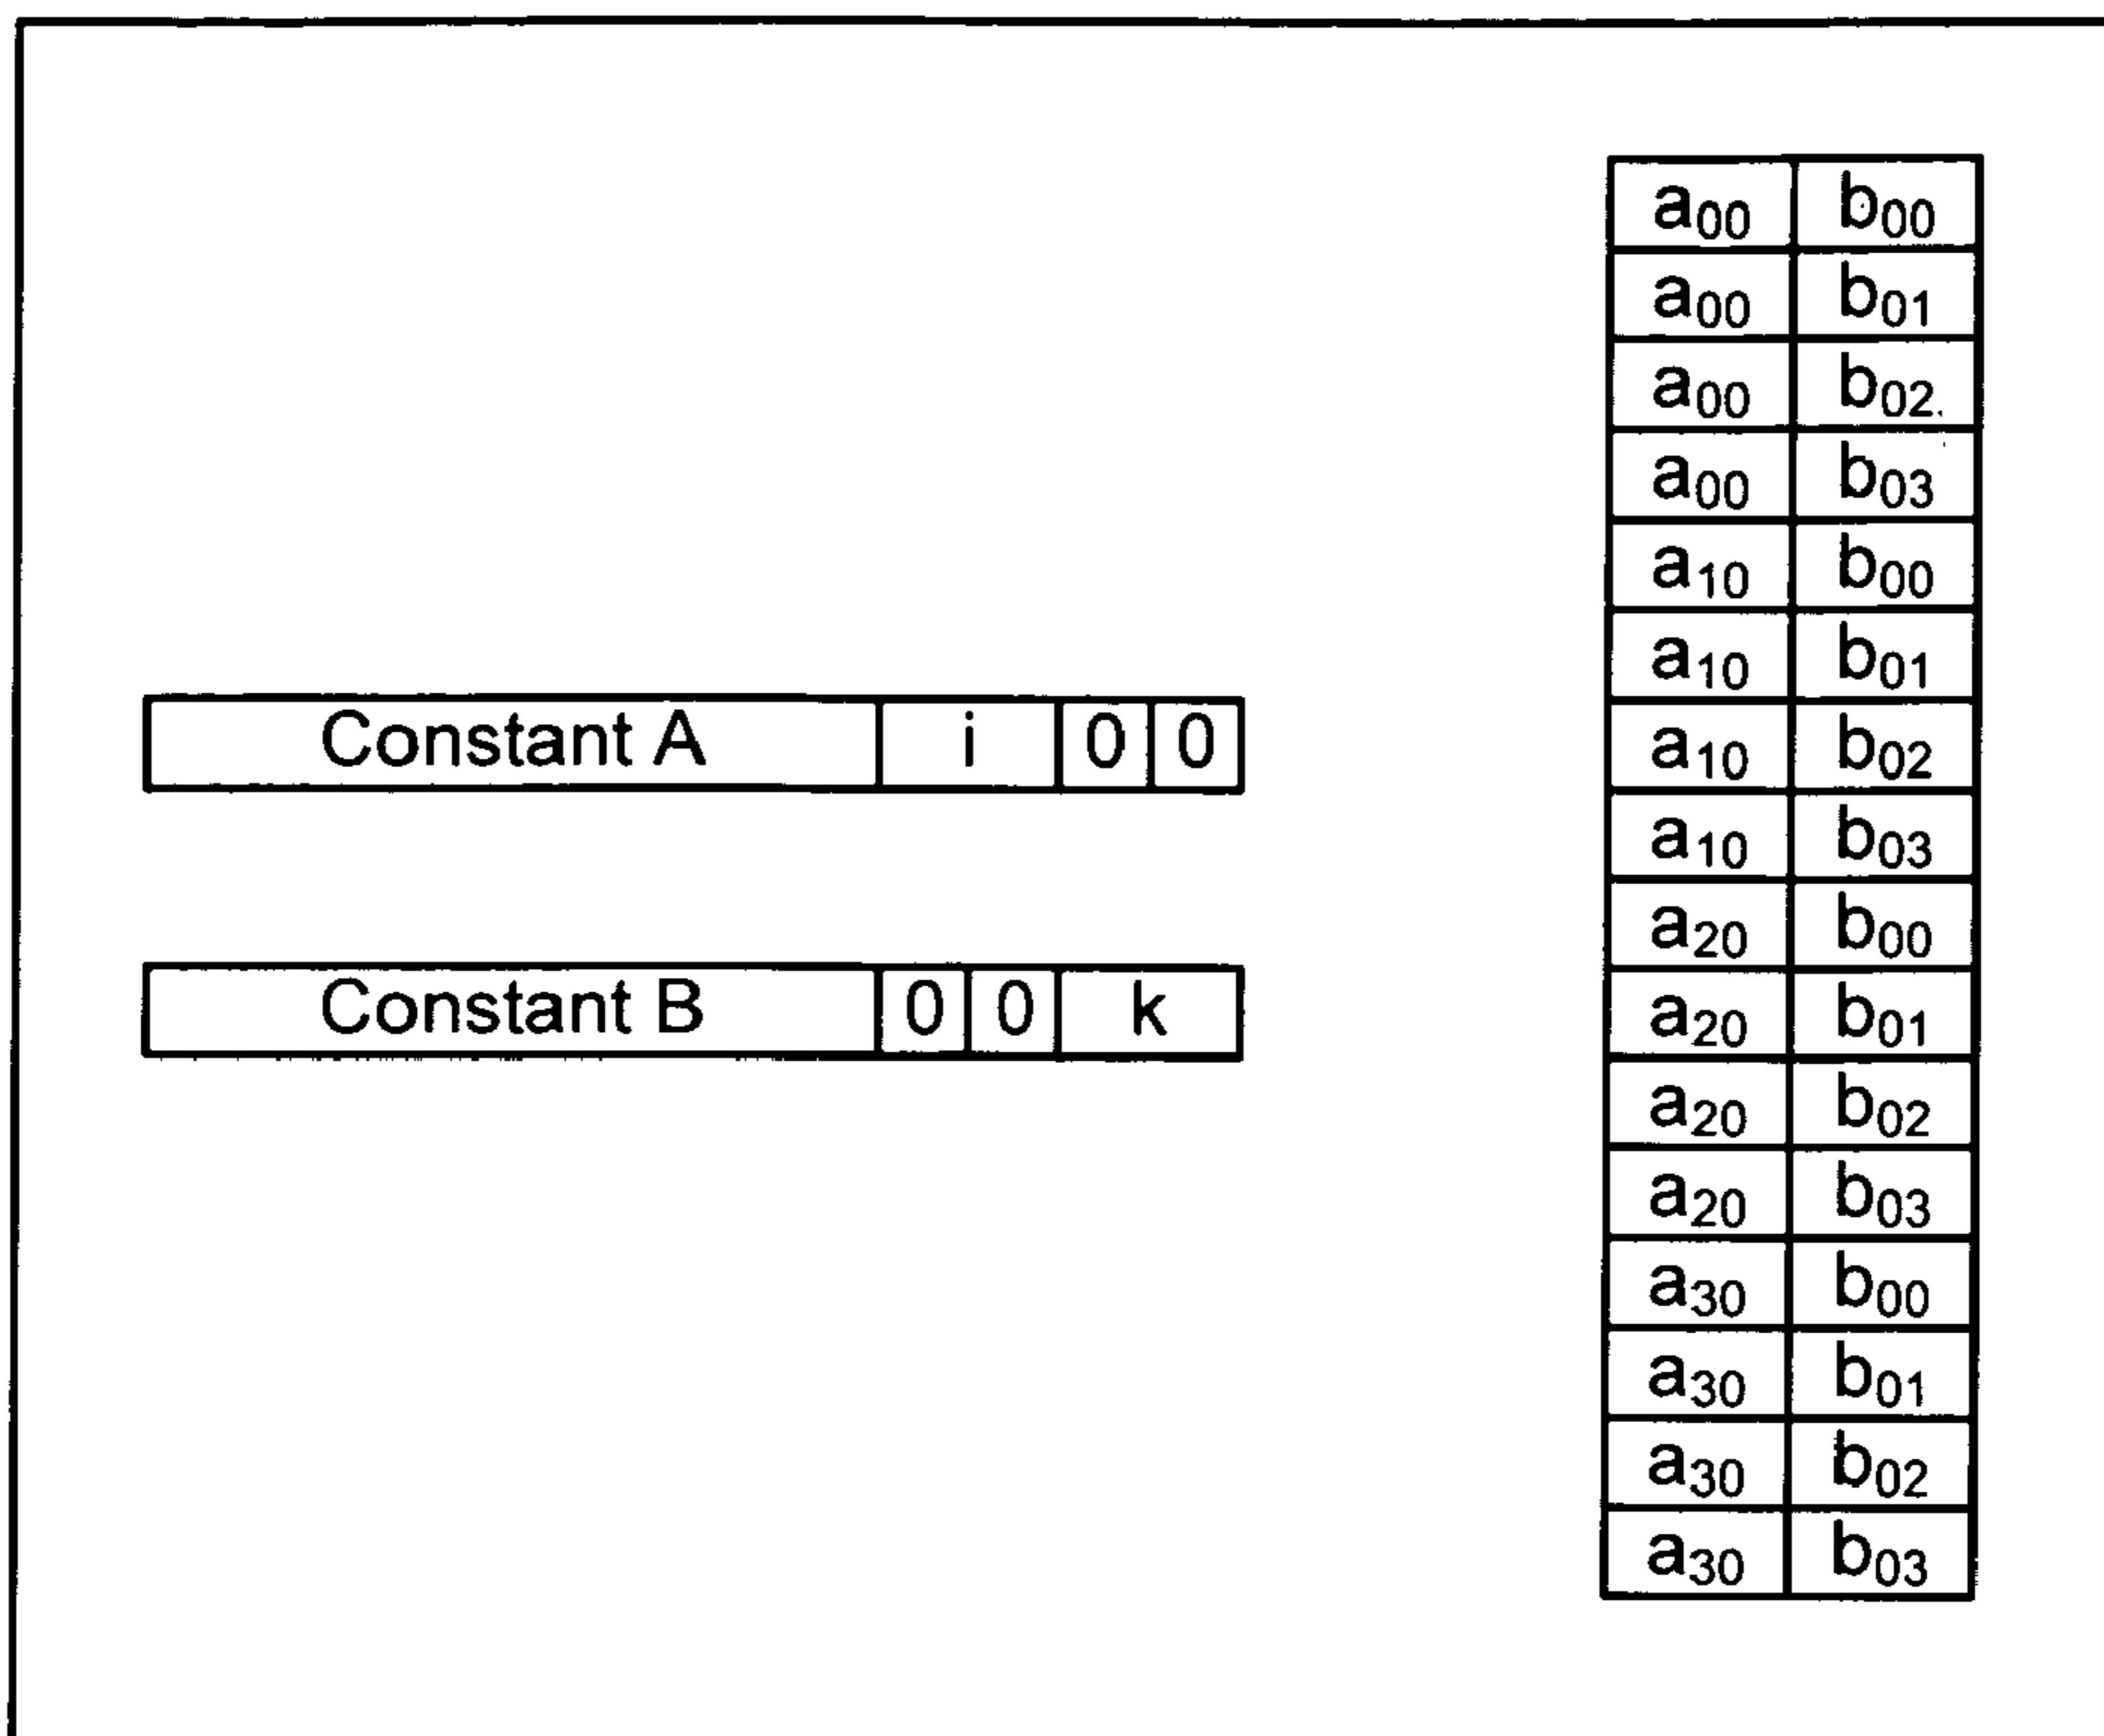 a00 b00
a00 b01
a00 b02
a00 b03
a10 b00
a10 b01
Constant A i 0 0 a10 b02
a10 b03
a20 b00
Constant B 0 0 k a20 b01
a20 b02
a20 b03
a30 b00
a30 b01
a30 b02
a30 b03